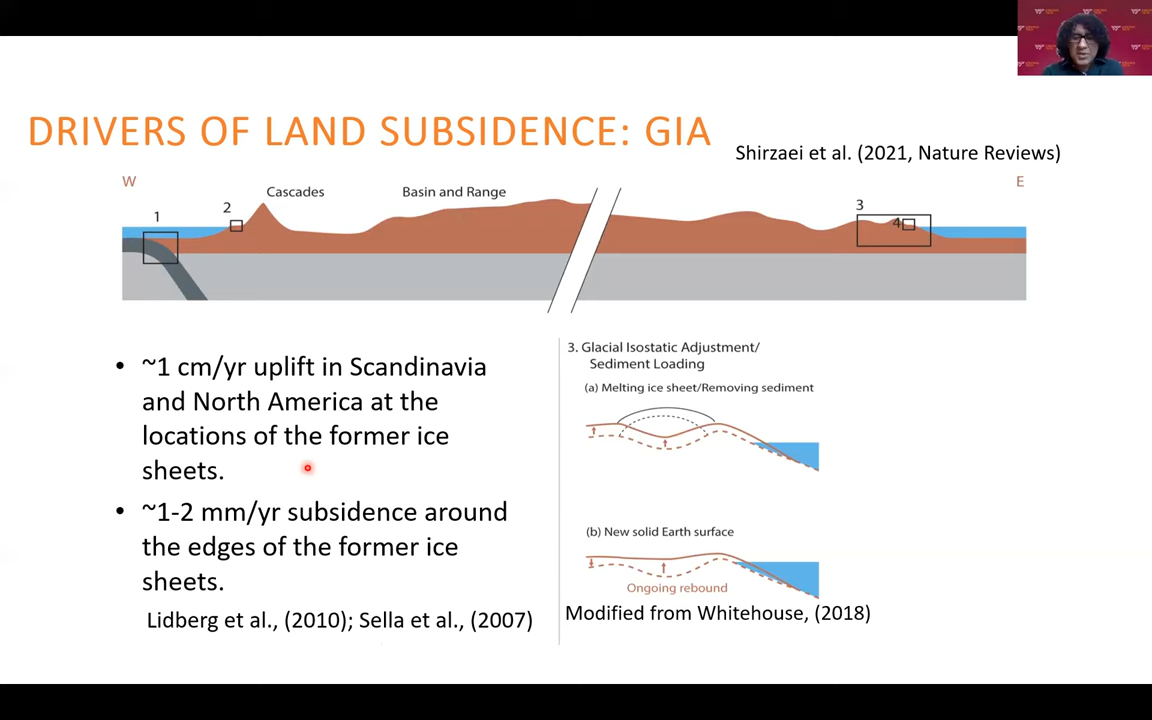 DRIVERS OF LAND SUBSIDENCE: GIA
Shirzaei et al. (2021, Nature Reviews)
W
E
Cascades
Basin and Range
1
2
3
4
• ~1 cm/yr uplift in Scandinavia
and North America at the
locations of the former ice
sheets.
• ~1-2 mm/yr subsidence around
the edges of the former ice
sheets.
Lidberg et al., (2010); Sella et al., (2007)
3. Glacial Isostatic Adjustment/
Sediment Loading
(a) Melting ice sheet/Removing sediment
(b) New solid Earth surface
Ongoing rebound
Modified from Whitehouse, (2018)